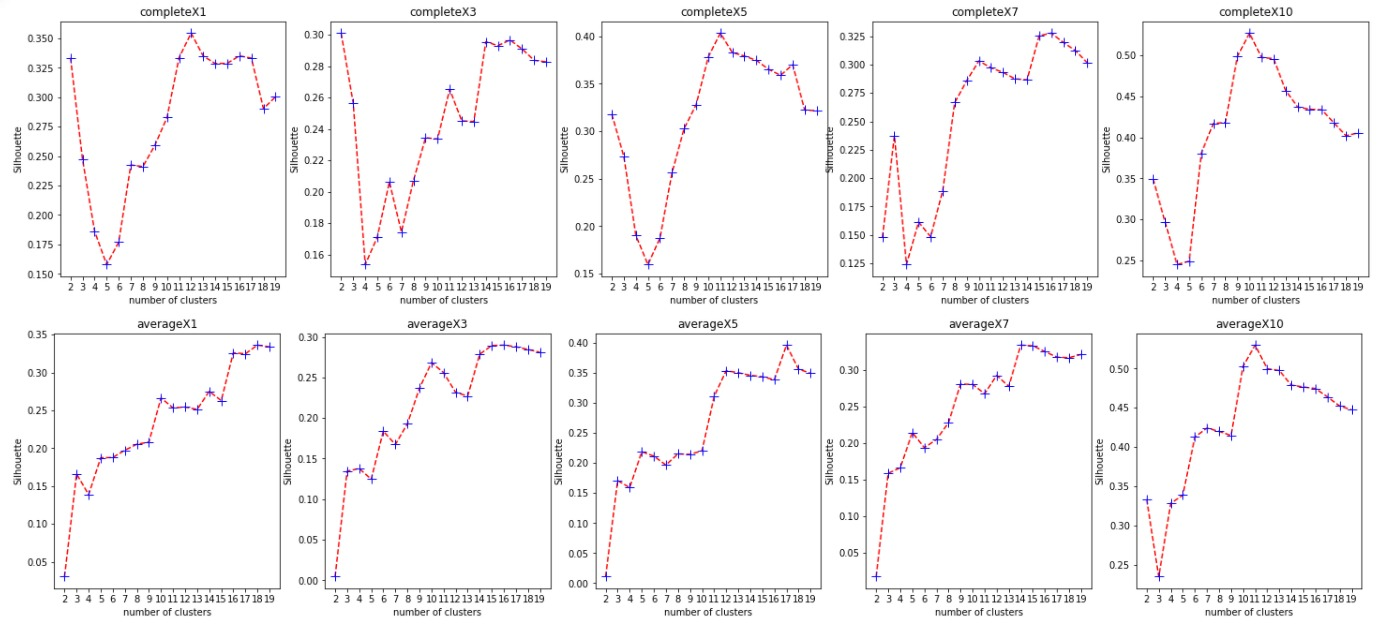 completeX1
0.350
0.325
0.300
0.275
0.250
0.225
0.200
0.175
0.150
Silhouette
2 3 4 5 6 7 8 9 10 11 12 13 14 15 16 17 18 19
number of clusters
completeX3
0.30
0.28
0.26
0.24
0.22
0.20
0.18
0.16
Silhouette
2 3 4 5 6 7 8 9 10 11 12 13 14 15 16 17 18 19
number of clusters
completeX5
0.40
0.35
0.30
0.25
0.20
0.15
Silhouette
2 3 4 5 6 7 8 9 10 11 12 13 14 15 16 17 18 19
number of clusters
completeX7
0.325
0.300
0.275
0.250
0.225
0.200
0.175
0.150
0.125
Silhouette
2 3 4 5 6 7 8 9 10 11 12 13 14 15 16 17 18 19
number of clusters
completeX10
0.50
0.45
0.40
0.35
0.30
0.25
Silhouette
2 3 4 5 6 7 8 9 10 11 12 13 14 15 16 17 18 19
number of clusters
averageX1
0.35
0.30
0.25
0.20
0.15
0.10
0.05
Silhouette
2 3 4 5 6 7 8 9 10 11 12 13 14 15 16 17 18 19
number of clusters
averageX3
0.30
0.25
0.20
0.15
0.10
0.05
0.00
Silhouette
2 3 4 5 6 7 8 9 10 11 12 13 14 15 16 17 18 19
number of clusters
averageX5
0.40
0.35
0.30
0.25
0.20
0.15
0.10
0.05
0.00
Silhouette
2 3 4 5 6 7 8 9 10 11 12 13 14 15 16 17 18 19
number of clusters
averageX7
0.30
0.25
0.20
0.15
0.10
0.05
Silhouette
2 3 4 5 6 7 8 9 10 11 12 13 14 15 16 17 18 19
number of clusters
averageX10
0.50
0.45
0.40
0.35
0.30
0.25
Silhouette
2 3 4 5 6 7 8 9 10 11 12 13 14 15 16 17 18 19
number of clusters